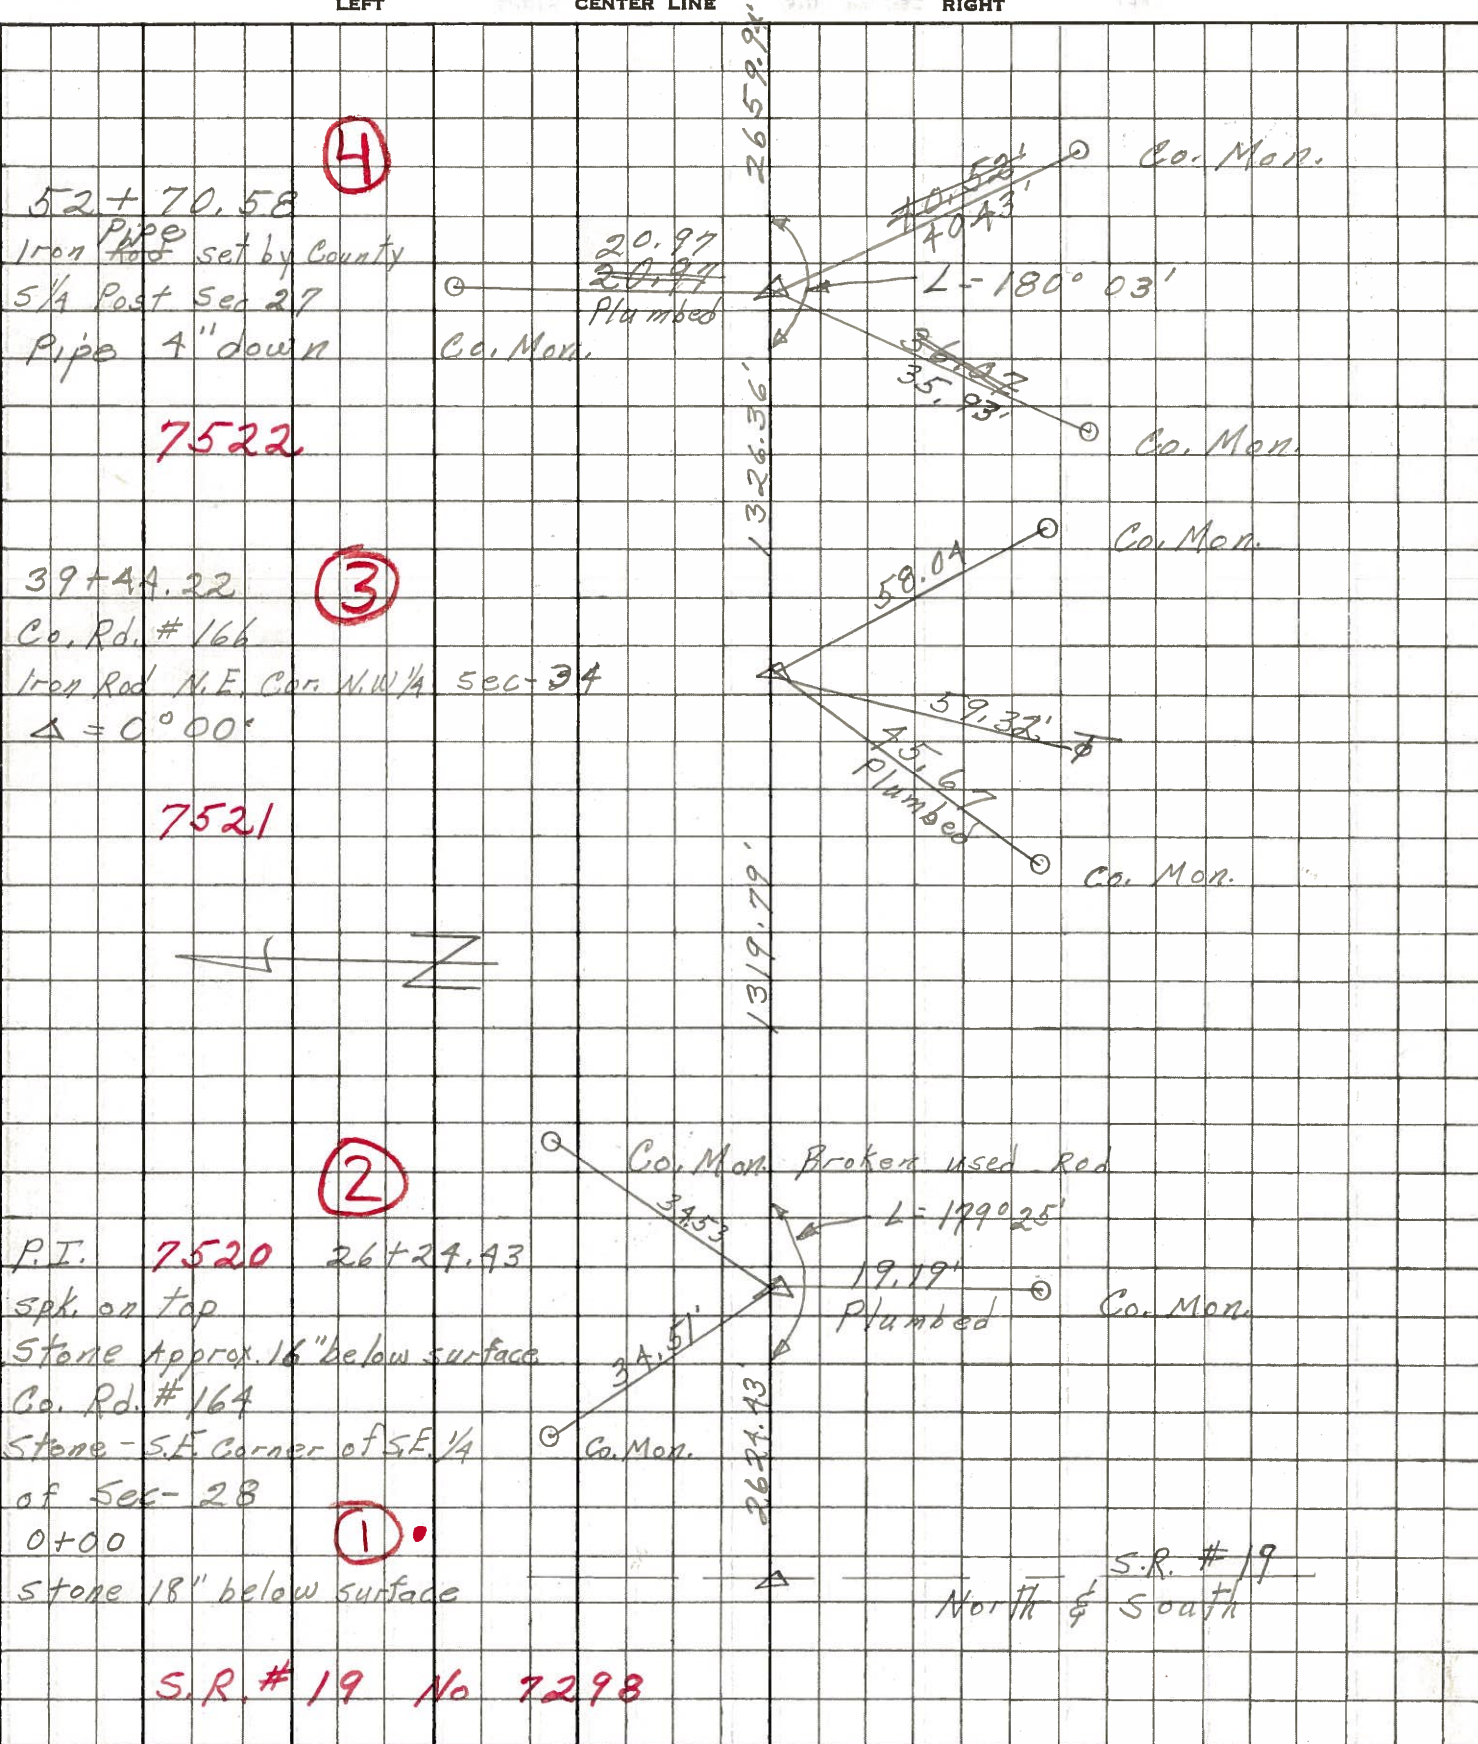 LEFT CENTER LINE RIGHT
2659.94'
4
52+70.58
Iron Rod Pipe set by County
S 1/4 Post Sec 27
Pipe 4" down
7522
Co. Mon.
20.97
20.97
Plumbed
40.52'
40.43'
Co. Mon.
L = 180° 03'
36.07
35.93'
Co. Mon.
1326.36'
3
39+44.22
Co. Rd. # 166
Iron Rod N.E. Cor. N.W 1/4 Sec-34
Δ = 0° 00'
7521
58.04
Co. Mon.
59.32'
45.67
Plumbed
Co. Mon.
1319.79'
N
2
P.I. 7520 26+24.43
spk. on top
Stone Approx. 16" below surface
Co. Rd. # 164
Stone - S.E. Corner of S.E. 1/4
of Sec- 28
Co. Mon. Broken used Rod
34.53
L = 179° 25'
19.19'
Plumbed
Co. Mon.
34.51'
Co. Mon.
2624.43'
1
0+00
Stone 18" below surface
S.R. # 19
North & South
S.R. # 19 No 7298